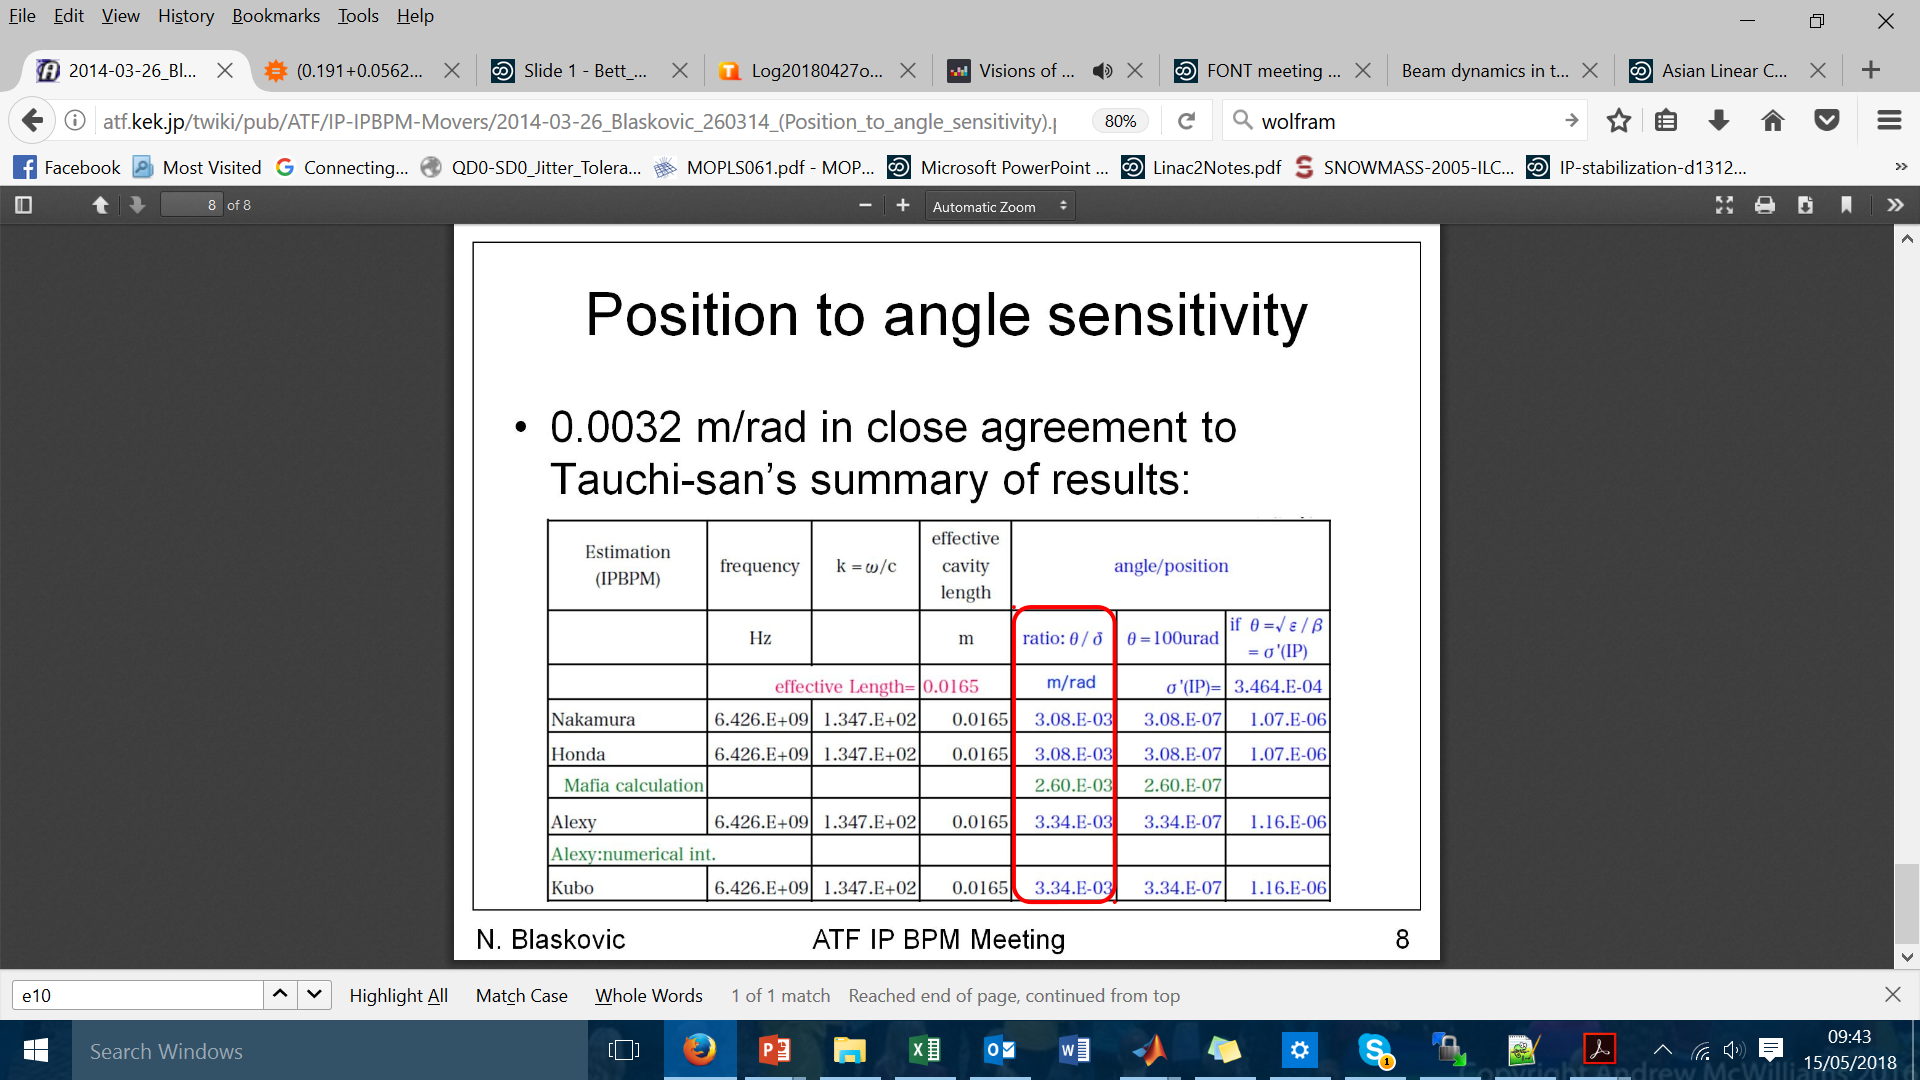 File Edit View History Bookmarks Tools Help
2014-03-26_Bl... (0.191+0.0562... Slide 1 - Bett_... Log20180427o... Visions of ... FONT meeting ... Beam dynamics in t... Asian Linear C...
atf.kek.jp/twiki/pub/ATF/IP-IPBPM-Movers/2014-03-26_Blaskovic_260314_(Position_to_angle_sensitivity).p 80% wolfram
Facebook Most Visited Connecting... QD0-SD0_Jitter_Tolera... MOPLS061.pdf - MOP... Microsoft PowerPoint ... Linac2Notes.pdf SNOWMASS-2005-ILC... IP-stabilization-d1312...
8 of 8 Automatic Zoom
Position to angle sensitivity
• 0.0032 m/rad in close agreement to
Tauchi-san's summary of results:
Estimation (IPBPM) frequency k = ω/c effective cavity length angle/position
Hz m ratio: θ / δ θ =100urad if θ =√ ε / β = σ'(IP)
effective Length= 0.0165 m/rad σ'(IP)= 3.464.E-04
Nakamura 6.426.E+09 1.347.E+02 0.0165 3.08.E-03 3.08.E-07 1.07.E-06
Honda 6.426.E+09 1.347.E+02 0.0165 3.08.E-03 3.08.E-07 1.07.E-06
Mafia calculation 2.60.E-03 2.60.E-07
Alexy 6.426.E+09 1.347.E+02 0.0165 3.34.E-03 3.34.E-07 1.16.E-06
Alexy:numerical int.
Kubo 6.426.E+09 1.347.E+02 0.0165 3.34.E-03 3.34.E-07 1.16.E-06
N. Blaskovic ATF IP BPM Meeting 8
e10 Highlight All Match Case Whole Words 1 of 1 match Reached end of page, continued from top
Search Windows 09:43
15/05/2018